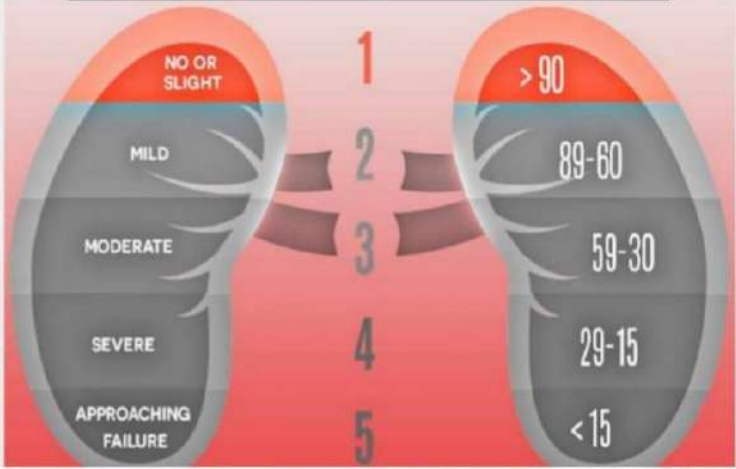 NO OR
SLIGHT
1
> 90
MILD
2
89-60
MODERATE
3
59-30
SEVERE
4
29-15
APPROACHING
FAILURE
5
< 15